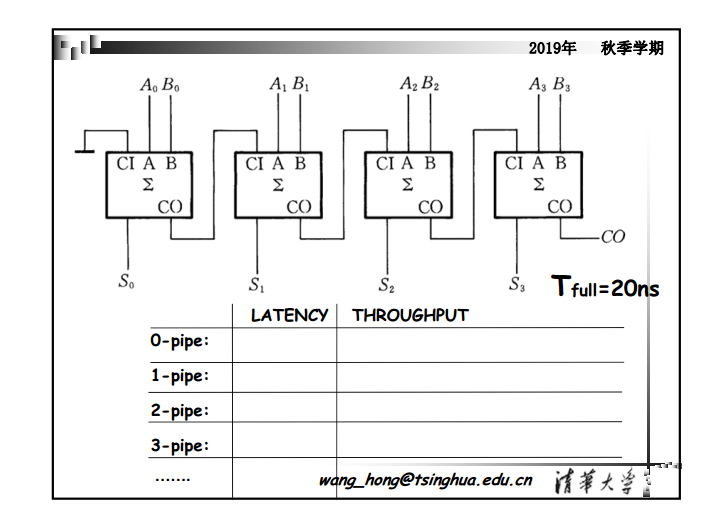 2019年 秋季学期
A₀ B₀ A₁ B₁ A₂ B₂ A₃ B₃
CI A B CI A B CI A B CI A B
Σ Σ Σ Σ
CO CO CO CO
CO
S₀ S₁ S₂ S₃
Tfull=20ns
LATENCY THROUGHPUT
0-pipe:
1-pipe:
2-pipe:
3-pipe:
.......
wang_hong@tsinghua.edu.cn 清华大学